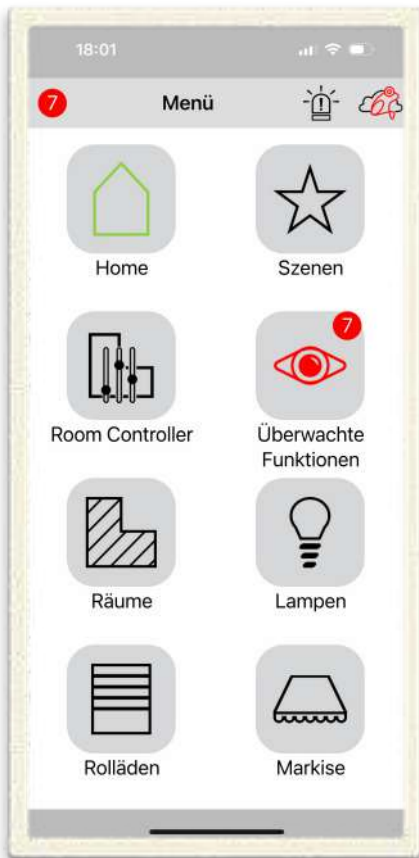 18:01
7 Menü
Home Szenen
7
Room Controller Überwachte
Funktionen
Räume Lampen
Rolläden Markise